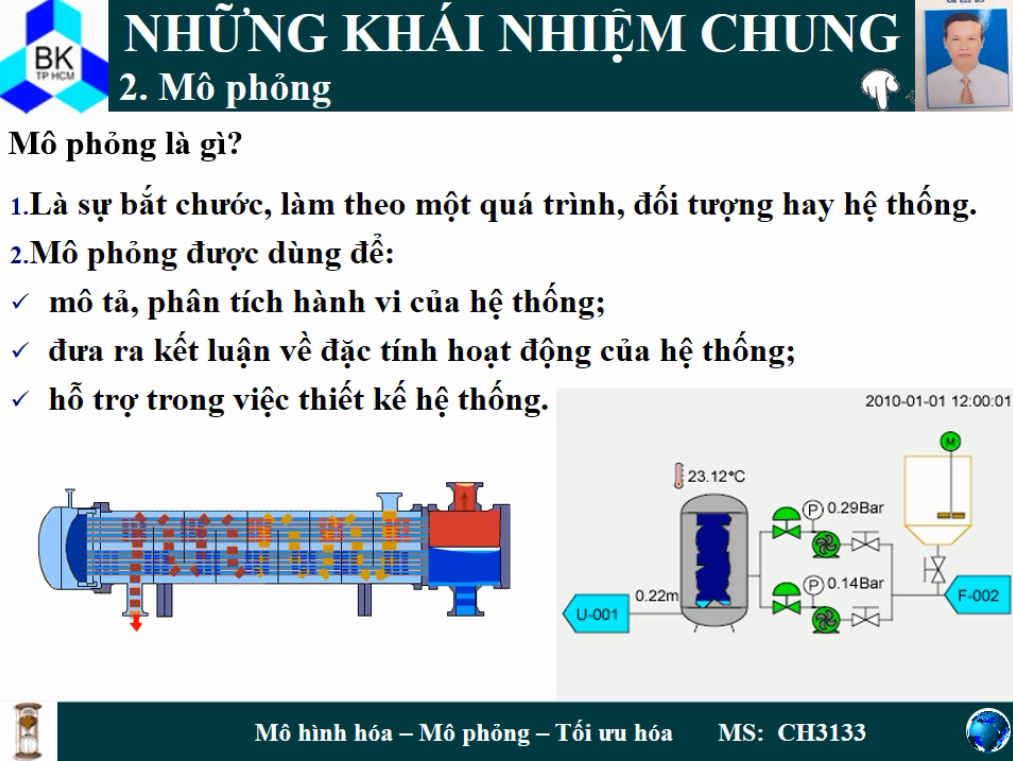 BK
TP HCM
NHỮNG KHÁI NHIỆM CHUNG
2. Mô phỏng
Mô phỏng là gì?
1.Là sự bắt chước, làm theo một quá trình, đối tượng hay hệ thống.
2.Mô phỏng được dùng để:
✓ mô tả, phân tích hành vi của hệ thống;
✓ đưa ra kết luận về đặc tính hoạt động của hệ thống;
✓ hỗ trợ trong việc thiết kế hệ thống.
2010-01-01 12:00:01
M
23.12°C
P 0.29Bar
P 0.14Bar
0.22m
F-002
U-001
Mô hình hóa – Mô phỏng – Tối ưu hóa MS: CH3133